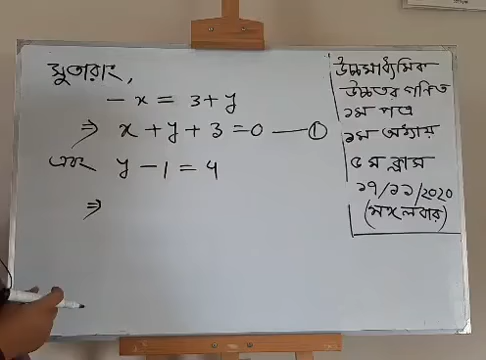 সুতরাং,
- x = 3 + y
⇒ x + y + 3 = 0 — ①
এবং y - 1 = 4
⇒
উচ্চমাধ্যমিক
উচ্চতর গণিত
১ম পত্র
১ম অধ্যায়
৫ম ক্লাস
১৭/১১/2020
(মঙ্গলবার)